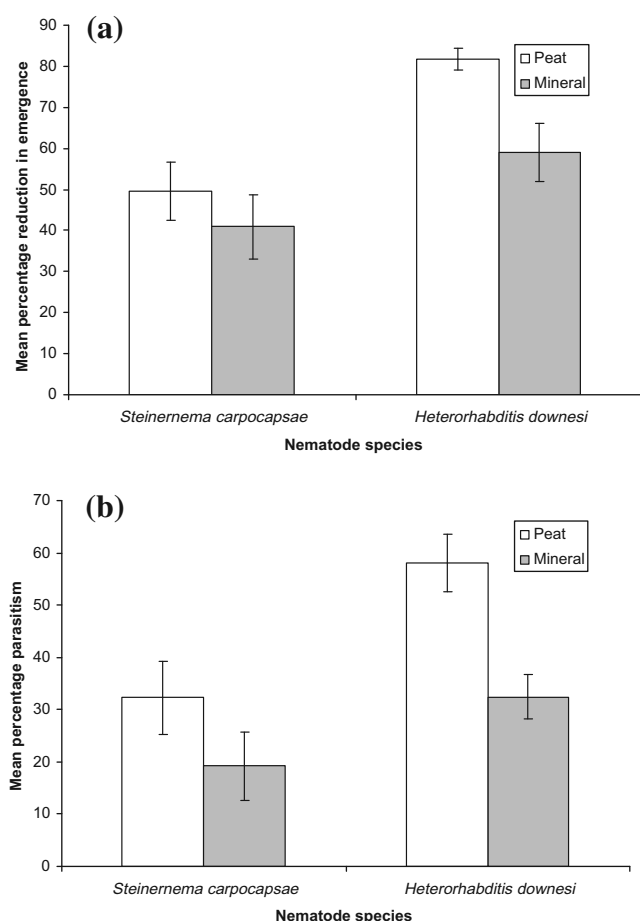 (a)
Mean percentage reduction in emergence
90
80
70
60
50
40
30
20
10
0
Peat
Mineral
Steinernema carpocapsae
Heterorhabditis downesi
Nematode species
(b)
Mean percentage parasitism
70
60
50
40
30
20
10
0
Peat
Mineral
Steinernema carpocapsae
Heterorhabditis downesi
Nematode species